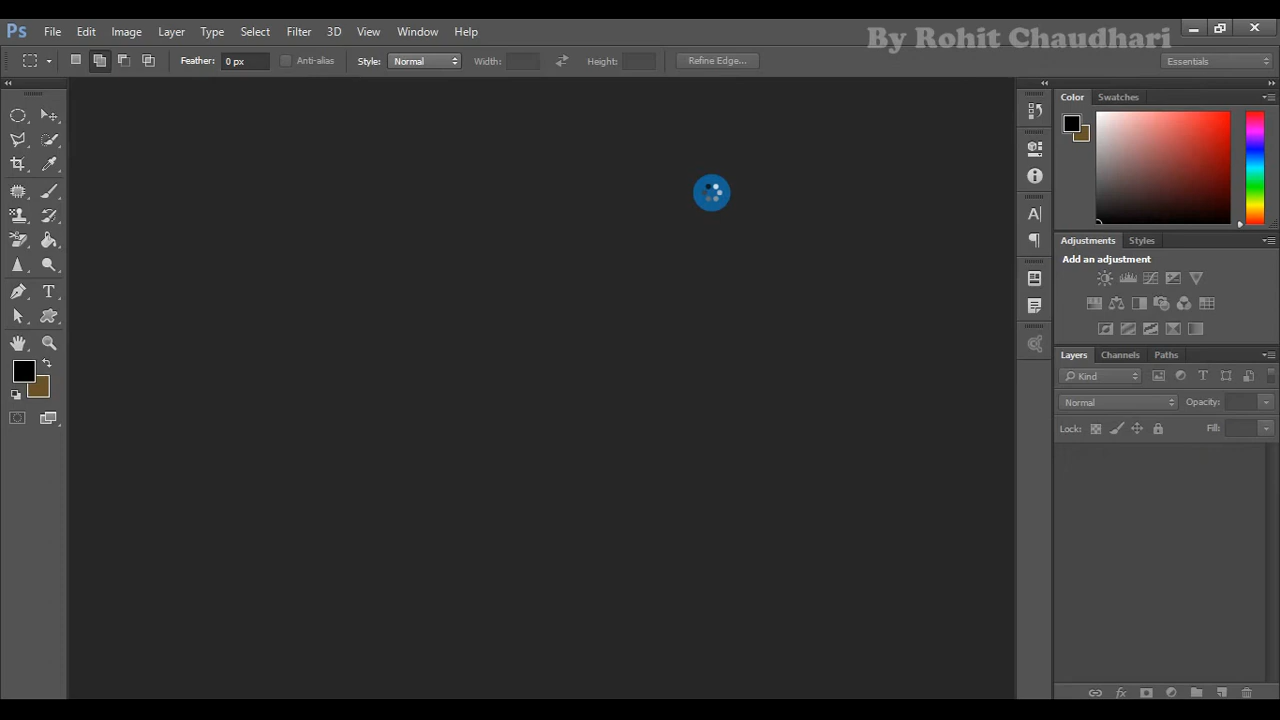 Ps File Edit Image Layer Type Select Filter 3D View Window Help
By Rohit Chaudhari
Feather: 0 px Anti-alias Style: Normal Width: Height: Refine Edge... Essentials
Color Swatches
Adjustments Styles
Add an adjustment
Layers Channels Paths
Kind
Normal Opacity:
Lock: Fill: